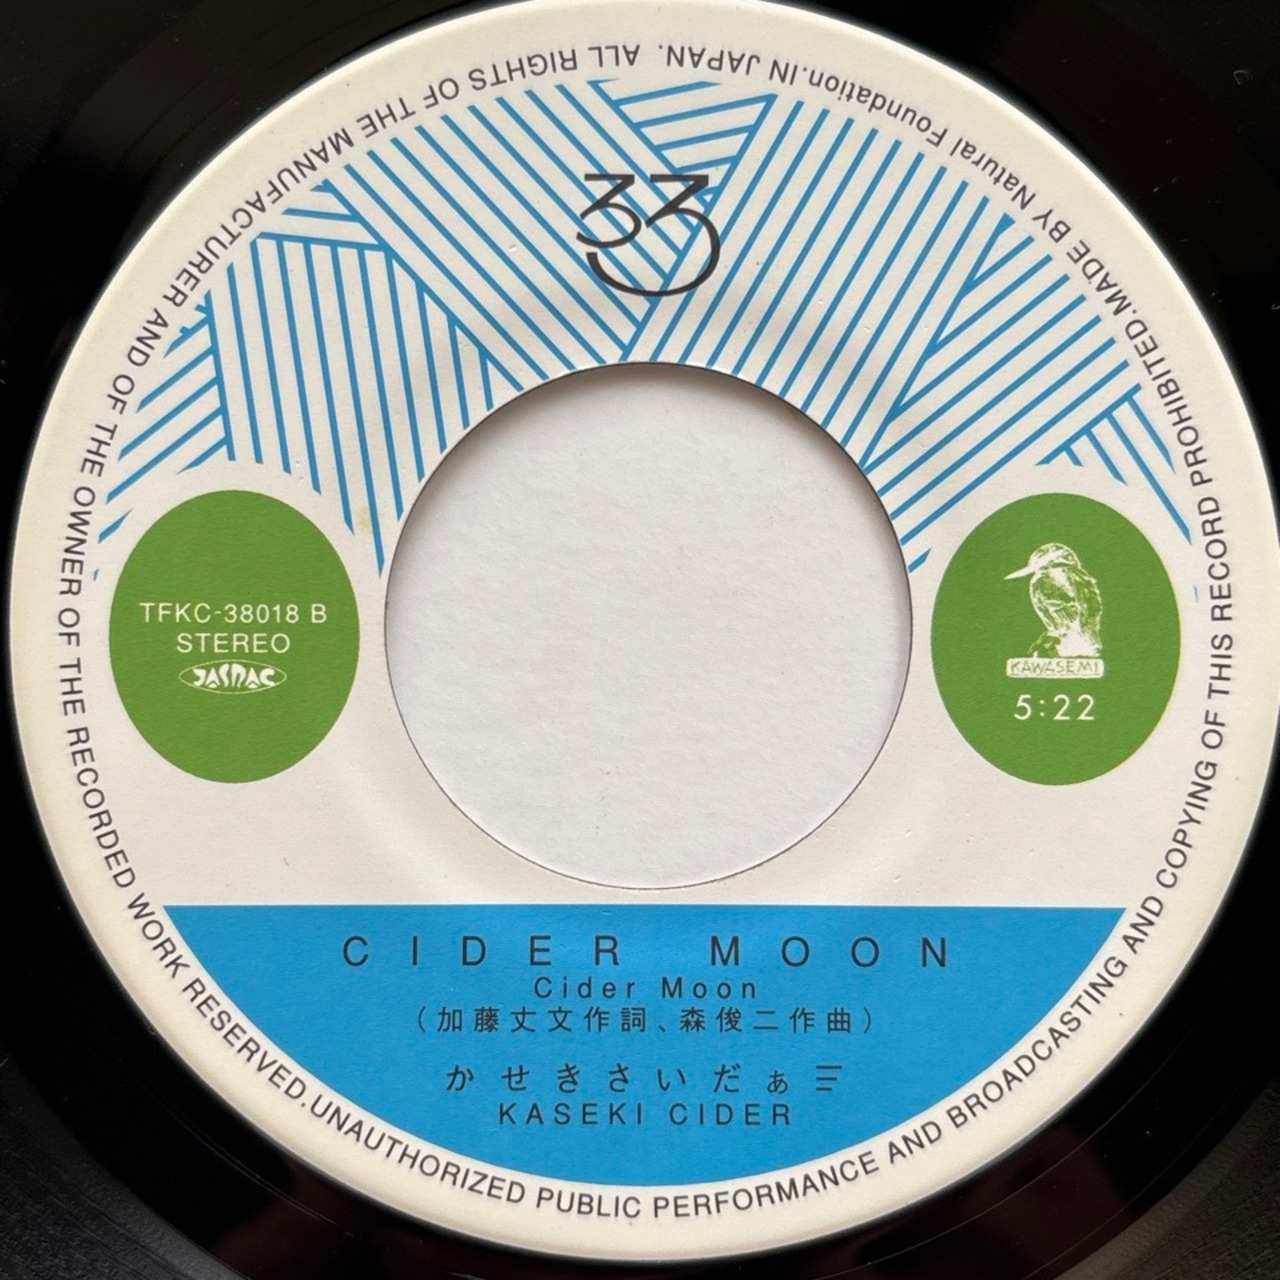 33
TFKC-38018 B
STEREO
JASRAC
KAWASEMI
5:22
CIDER MOON
Cider Moon
(加藤丈文作詞、森俊二作曲)
かせきさいだぁ≡
KASEKI CIDER
ALL RIGHTS OF THE MANUFACTURER AND OF THE OWNER OF THE RECORDED WORK RESERVED.UNAUTHORIZED PUBLIC PERFORMANCE AND BROADCASTING AND COPYING OF THIS RECORD PROHIBITED.MADE BY Natural Foundation.IN JAPAN.